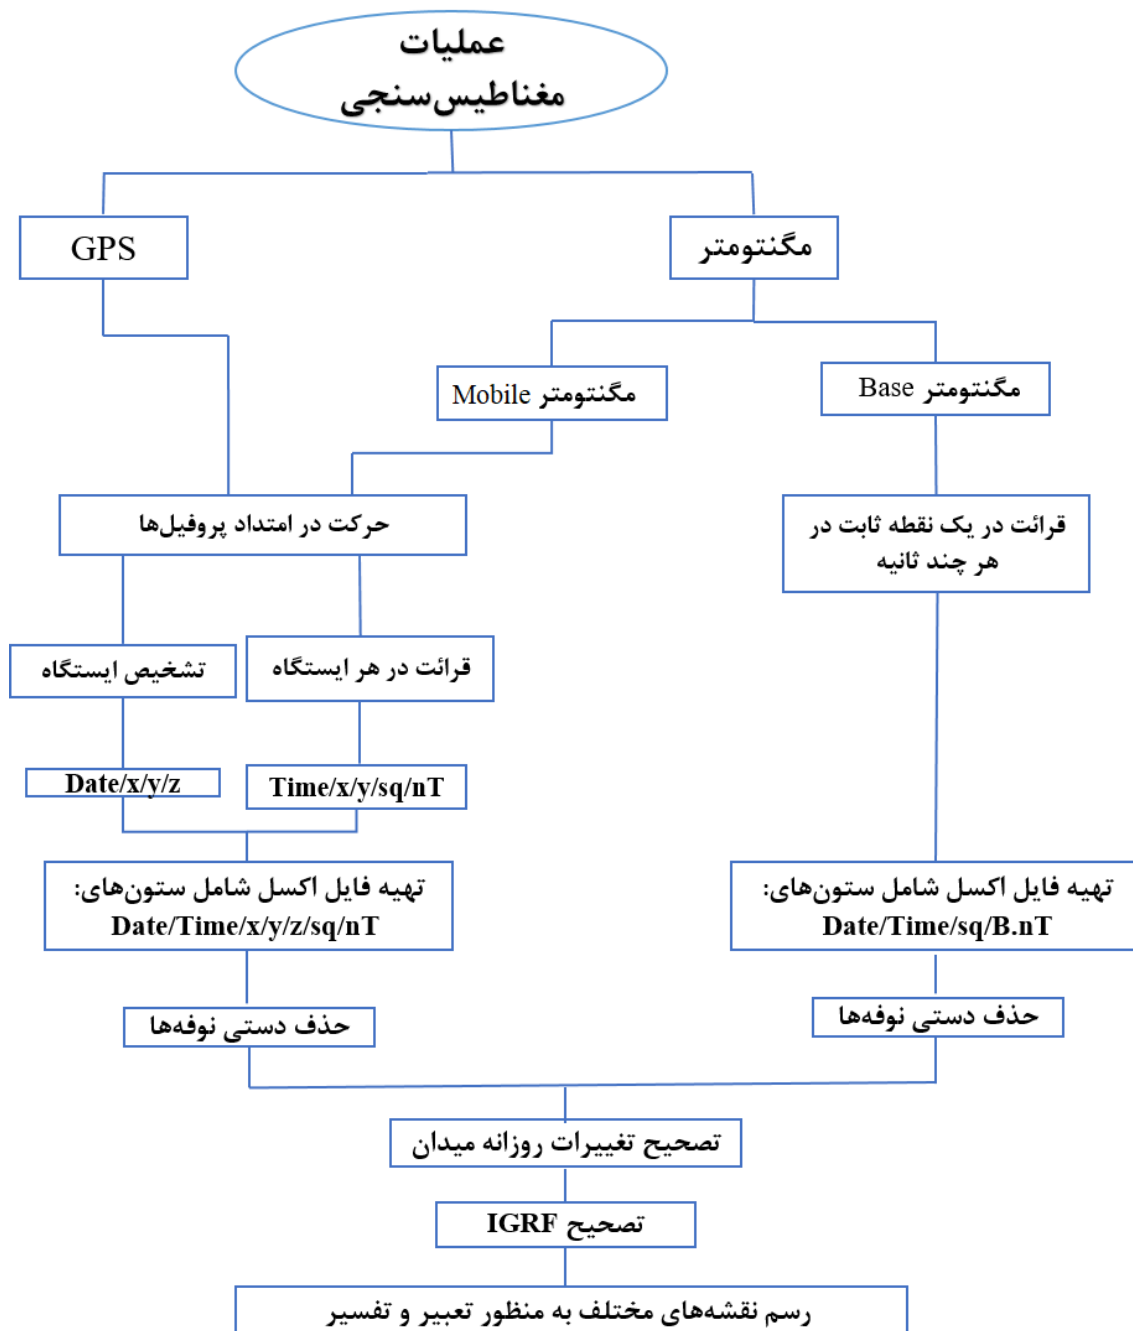 عملیات
مغناطیس‌سنجی
GPS
مگنتومتر
مگنتومتر Mobile
مگنتومتر Base
حرکت در امتداد پروفیل‌ها
قرائت در یک نقطه ثابت در
هر چند ثانیه
تشخیص ایستگاه
قرائت در هر ایستگاه
Date/x/y/z
Time/x/y/sq/nT
تهیه فایل اکسل شامل ستون‌های:
Date/Time/x/y/z/sq/nT
تهیه فایل اکسل شامل ستون‌های:
Date/Time/sq/B.nT
حذف دستی نوفه‌ها
حذف دستی نوفه‌ها
تصحیح تغییرات روزانه میدان
تصحیح IGRF
رسم نقشه‌های مختلف به منظور تعبیر و تفسیر